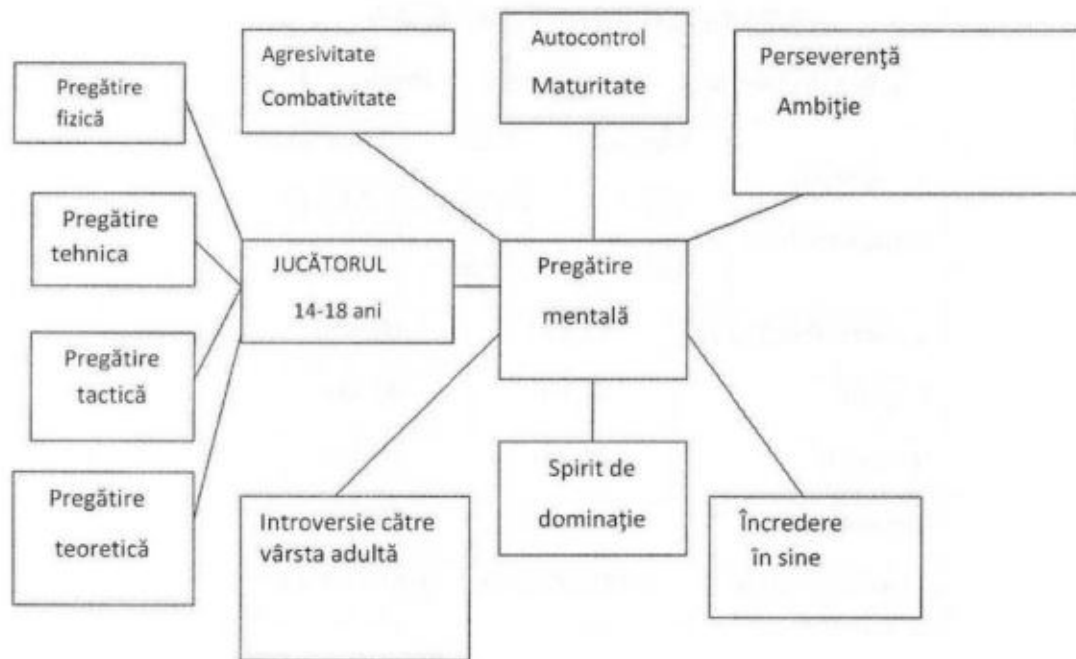 Pregătire
fizică
Agresivitate
Combativitate
Autocontrol
Maturitate
Perseverenţă
Ambiţie
Pregătire
tehnica
JUCĂTORUL
14-18 ani
Pregătire
mentală
Pregătire
tactică
Pregătire
teoretică
Introversie către
vârsta adultă
Spirit de
dominaţie
Încredere
în sine